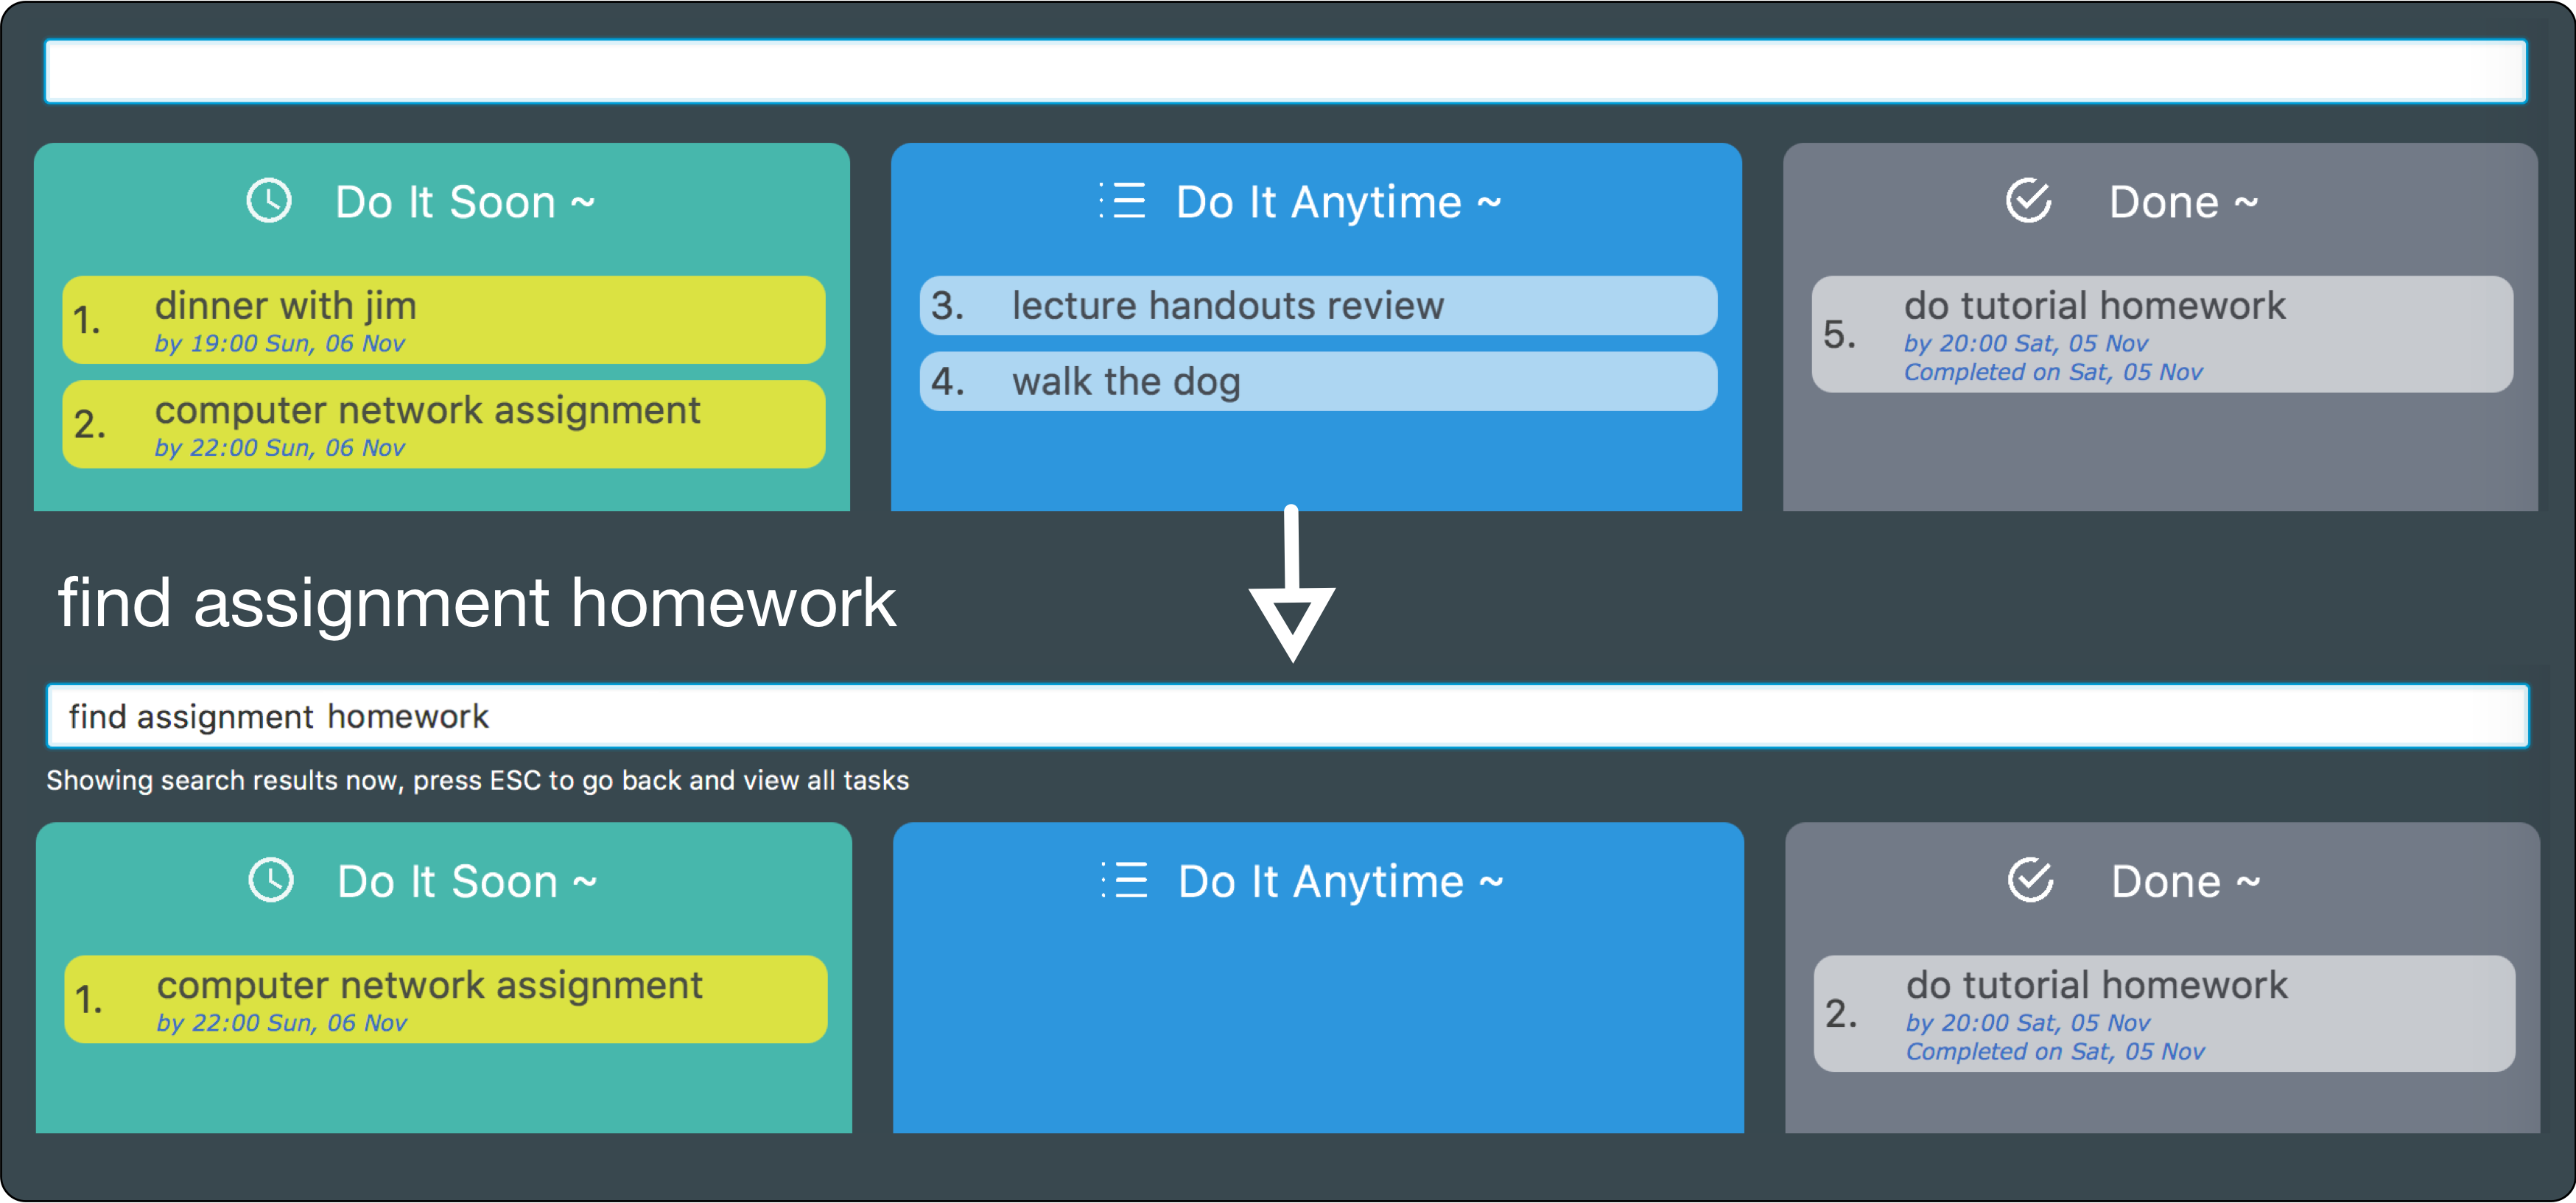 Do It Soon ~
1. dinner with jim
by 19:00 Sun, 06 Nov
2. computer network assignment
by 22:00 Sun, 06 Nov
Do It Anytime ~
3. lecture handouts review
4. walk the dog
Done ~
5. do tutorial homework
by 20:00 Sat, 05 Nov
Completed on Sat, 05 Nov
find assignment homework
find assignment homework
Showing search results now, press ESC to go back and view all tasks
Do It Soon ~
1. computer network assignment
by 22:00 Sun, 06 Nov
Do It Anytime ~
Done ~
2. do tutorial homework
by 20:00 Sat, 05 Nov
Completed on Sat, 05 Nov